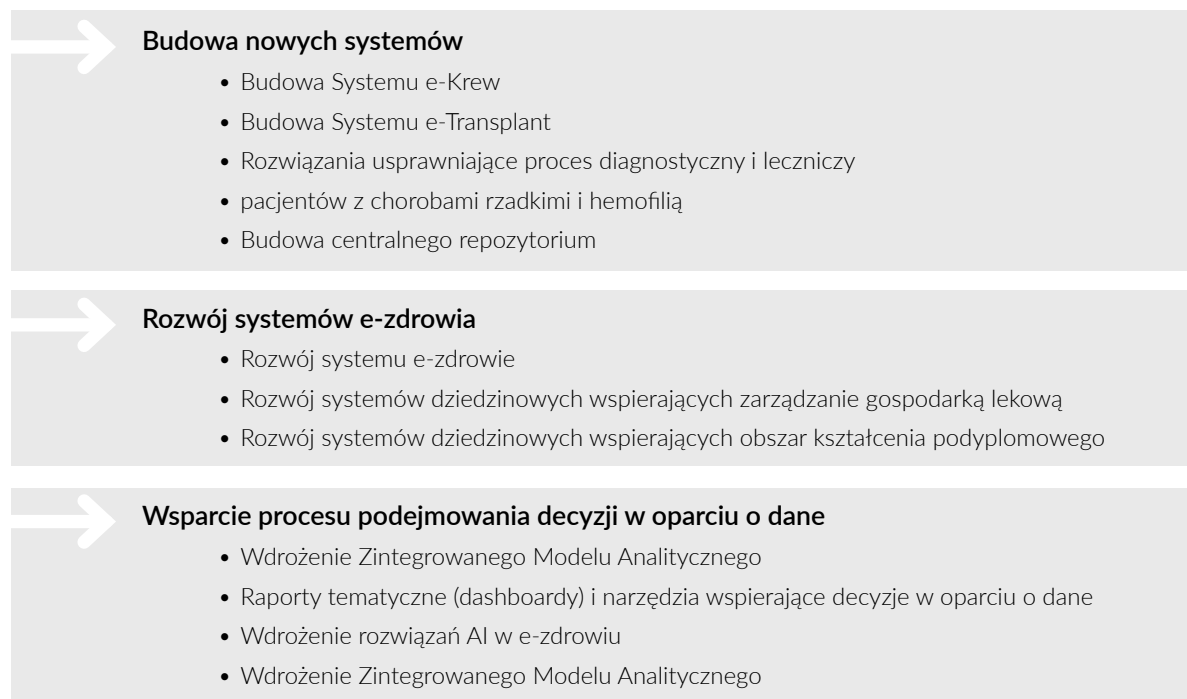 Budowa nowych systemów
• Budowa Systemu e-Krew
• Budowa Systemu e-Transplant
• Rozwiązania usprawniające proces diagnostyczny i leczniczy
• pacjentów z chorobami rzadkimi i hemofilią
• Budowa centralnego repozytorium
Rozwój systemów e-zdrowia
• Rozwój systemu e-zdrowie
• Rozwój systemów dziedzinowych wspierających zarządzanie gospodarką lekową
• Rozwój systemów dziedzinowych wspierających obszar kształcenia podyplomowego
Wsparcie procesu podejmowania decyzji w oparciu o dane
• Wdrożenie Zintegrowanego Modelu Analitycznego
• Raporty tematyczne (dashboardy) i narzędzia wspierające decyzje w oparciu o dane
• Wdrożenie rozwiązań AI w e-zdrowiu
• Wdrożenie Zintegrowanego Modelu Analitycznego